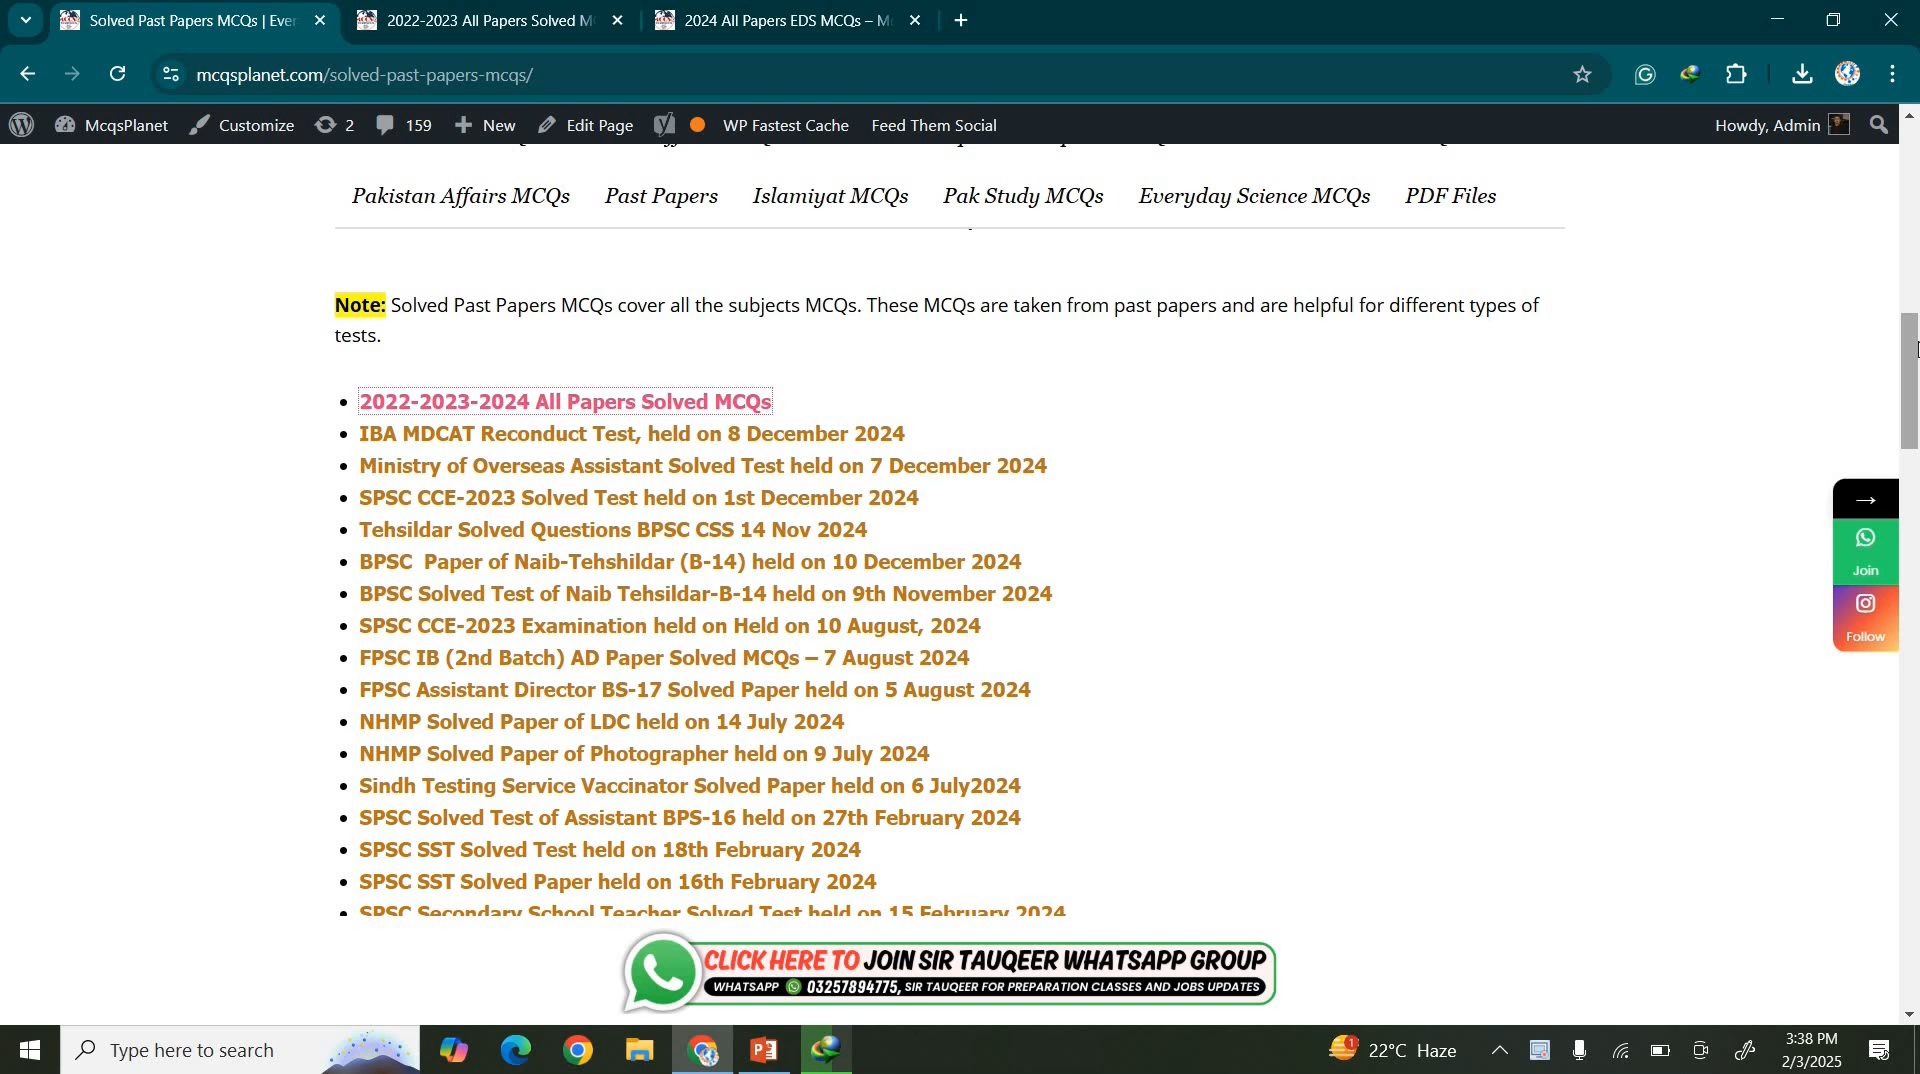 Solved Past Papers MCQs | Ever
2022-2023 All Papers Solved M
2024 All Papers EDS MCQs – M
mcqsplanet.com/solved-past-papers-mcqs/
McqsPlanet Customize 2 159 New Edit Page WP Fastest Cache Feed Them Social Howdy, Admin
Pakistan Affairs MCQs Past Papers Islamiyat MCQs Pak Study MCQs Everyday Science MCQs PDF Files
Note: Solved Past Papers MCQs cover all the subjects MCQs. These MCQs are taken from past papers and are helpful for different types of
tests.
2022-2023-2024 All Papers Solved MCQs
IBA MDCAT Reconduct Test, held on 8 December 2024
Ministry of Overseas Assistant Solved Test held on 7 December 2024
SPSC CCE-2023 Solved Test held on 1st December 2024
Tehsildar Solved Questions BPSC CSS 14 Nov 2024
BPSC Paper of Naib-Tehshildar (B-14) held on 10 December 2024
BPSC Solved Test of Naib Tehsildar-B-14 held on 9th November 2024
SPSC CCE-2023 Examination held on Held on 10 August, 2024
FPSC IB (2nd Batch) AD Paper Solved MCQs – 7 August 2024
FPSC Assistant Director BS-17 Solved Paper held on 5 August 2024
NHMP Solved Paper of LDC held on 14 July 2024
NHMP Solved Paper of Photographer held on 9 July 2024
Sindh Testing Service Vaccinator Solved Paper held on 6 July2024
SPSC Solved Test of Assistant BPS-16 held on 27th February 2024
SPSC SST Solved Test held on 18th February 2024
SPSC SST Solved Paper held on 16th February 2024
SPSC Secondary School Teacher Solved Test held on 15 February 2024
Join
Follow
CLICK HERE TO JOIN SIR TAUQEER WHATSAPP GROUP
WHATSAPP 03257894775, SIR TAUQEER FOR PREPARATION CLASSES AND JOBS UPDATES
Type here to search
1
22°C Haze
3:38 PM
2/3/2025